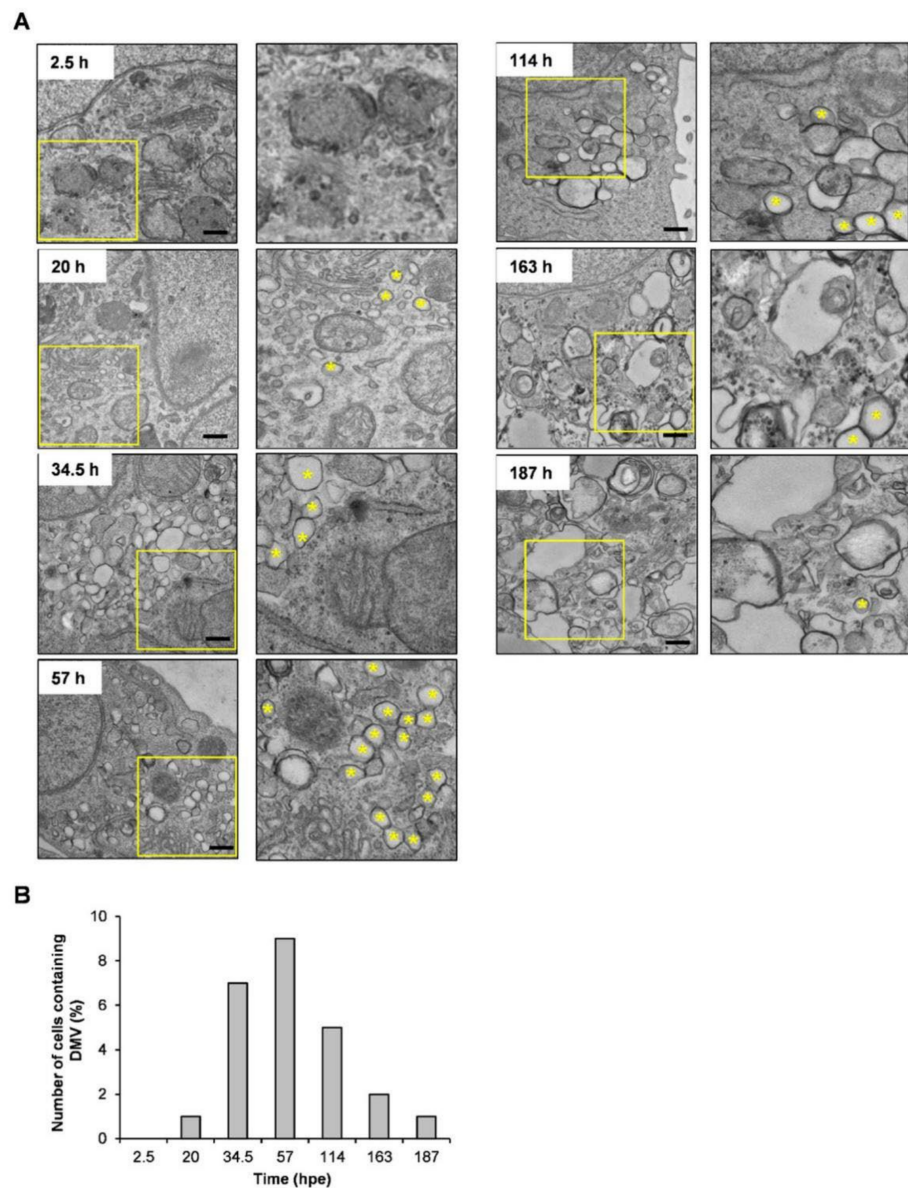 A
2.5 h
114 h
20 h
163 h
34.5 h
187 h
57 h
B
Number of cells containing
DMV (%)
10
8
6
4
2
0
2.5 20 34.5 57 114 163 187
Time (hpe)